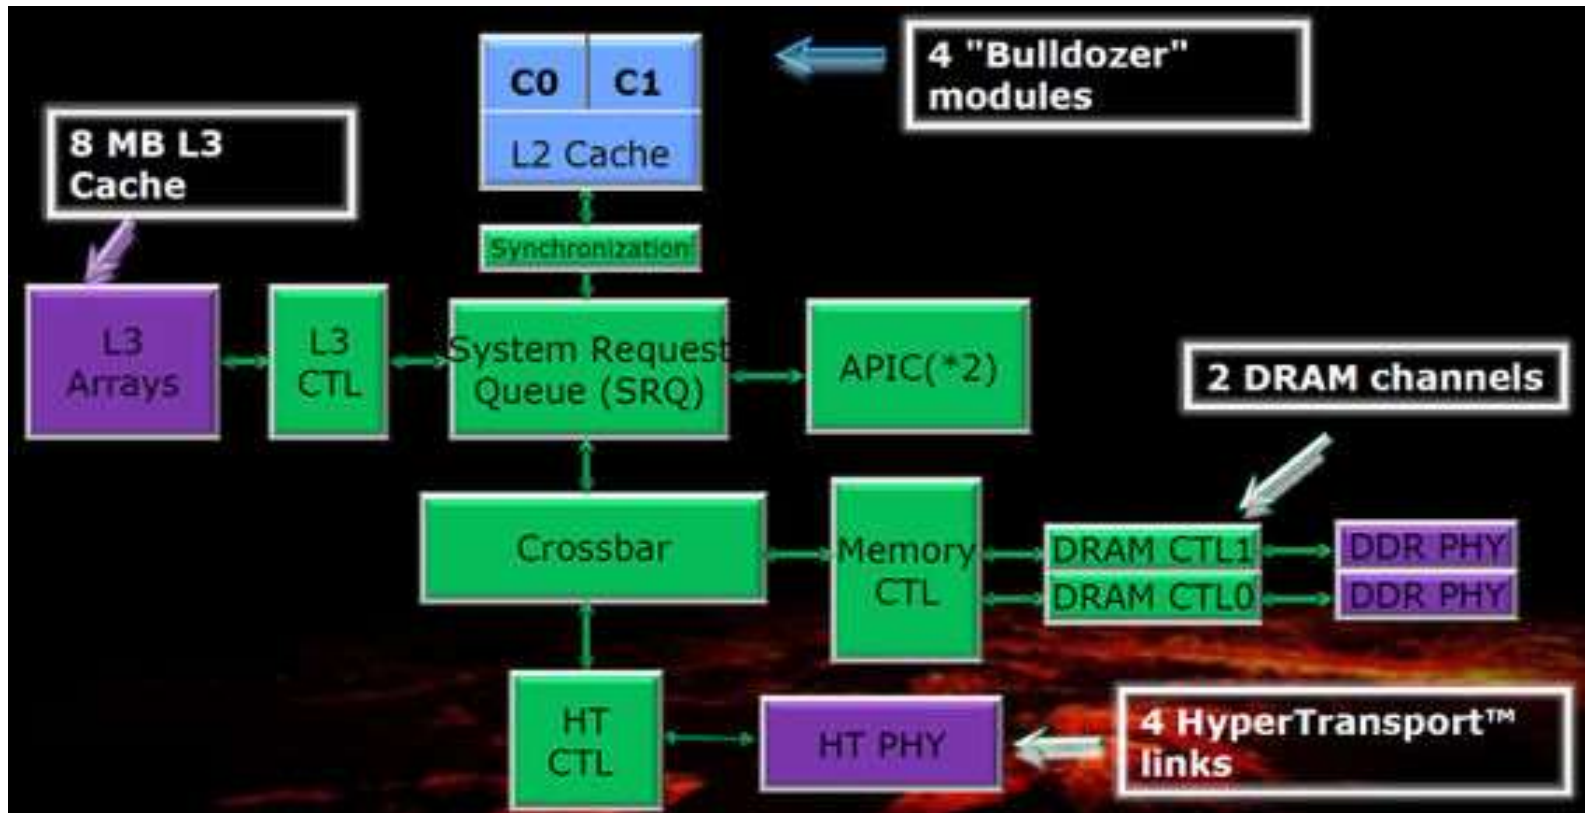 4 "Bulldozer"
modules
C0 C1
L2 Cache
8 MB L3
Cache
Synchronization
L3
Arrays
L3
CTL
System Request
Queue (SRQ)
APIC(*2)
2 DRAM channels
Crossbar
Memory
CTL
DRAM CTL1
DDR PHY
DRAM CTL0
DDR PHY
HT
CTL
HT PHY
4 HyperTransport™
links